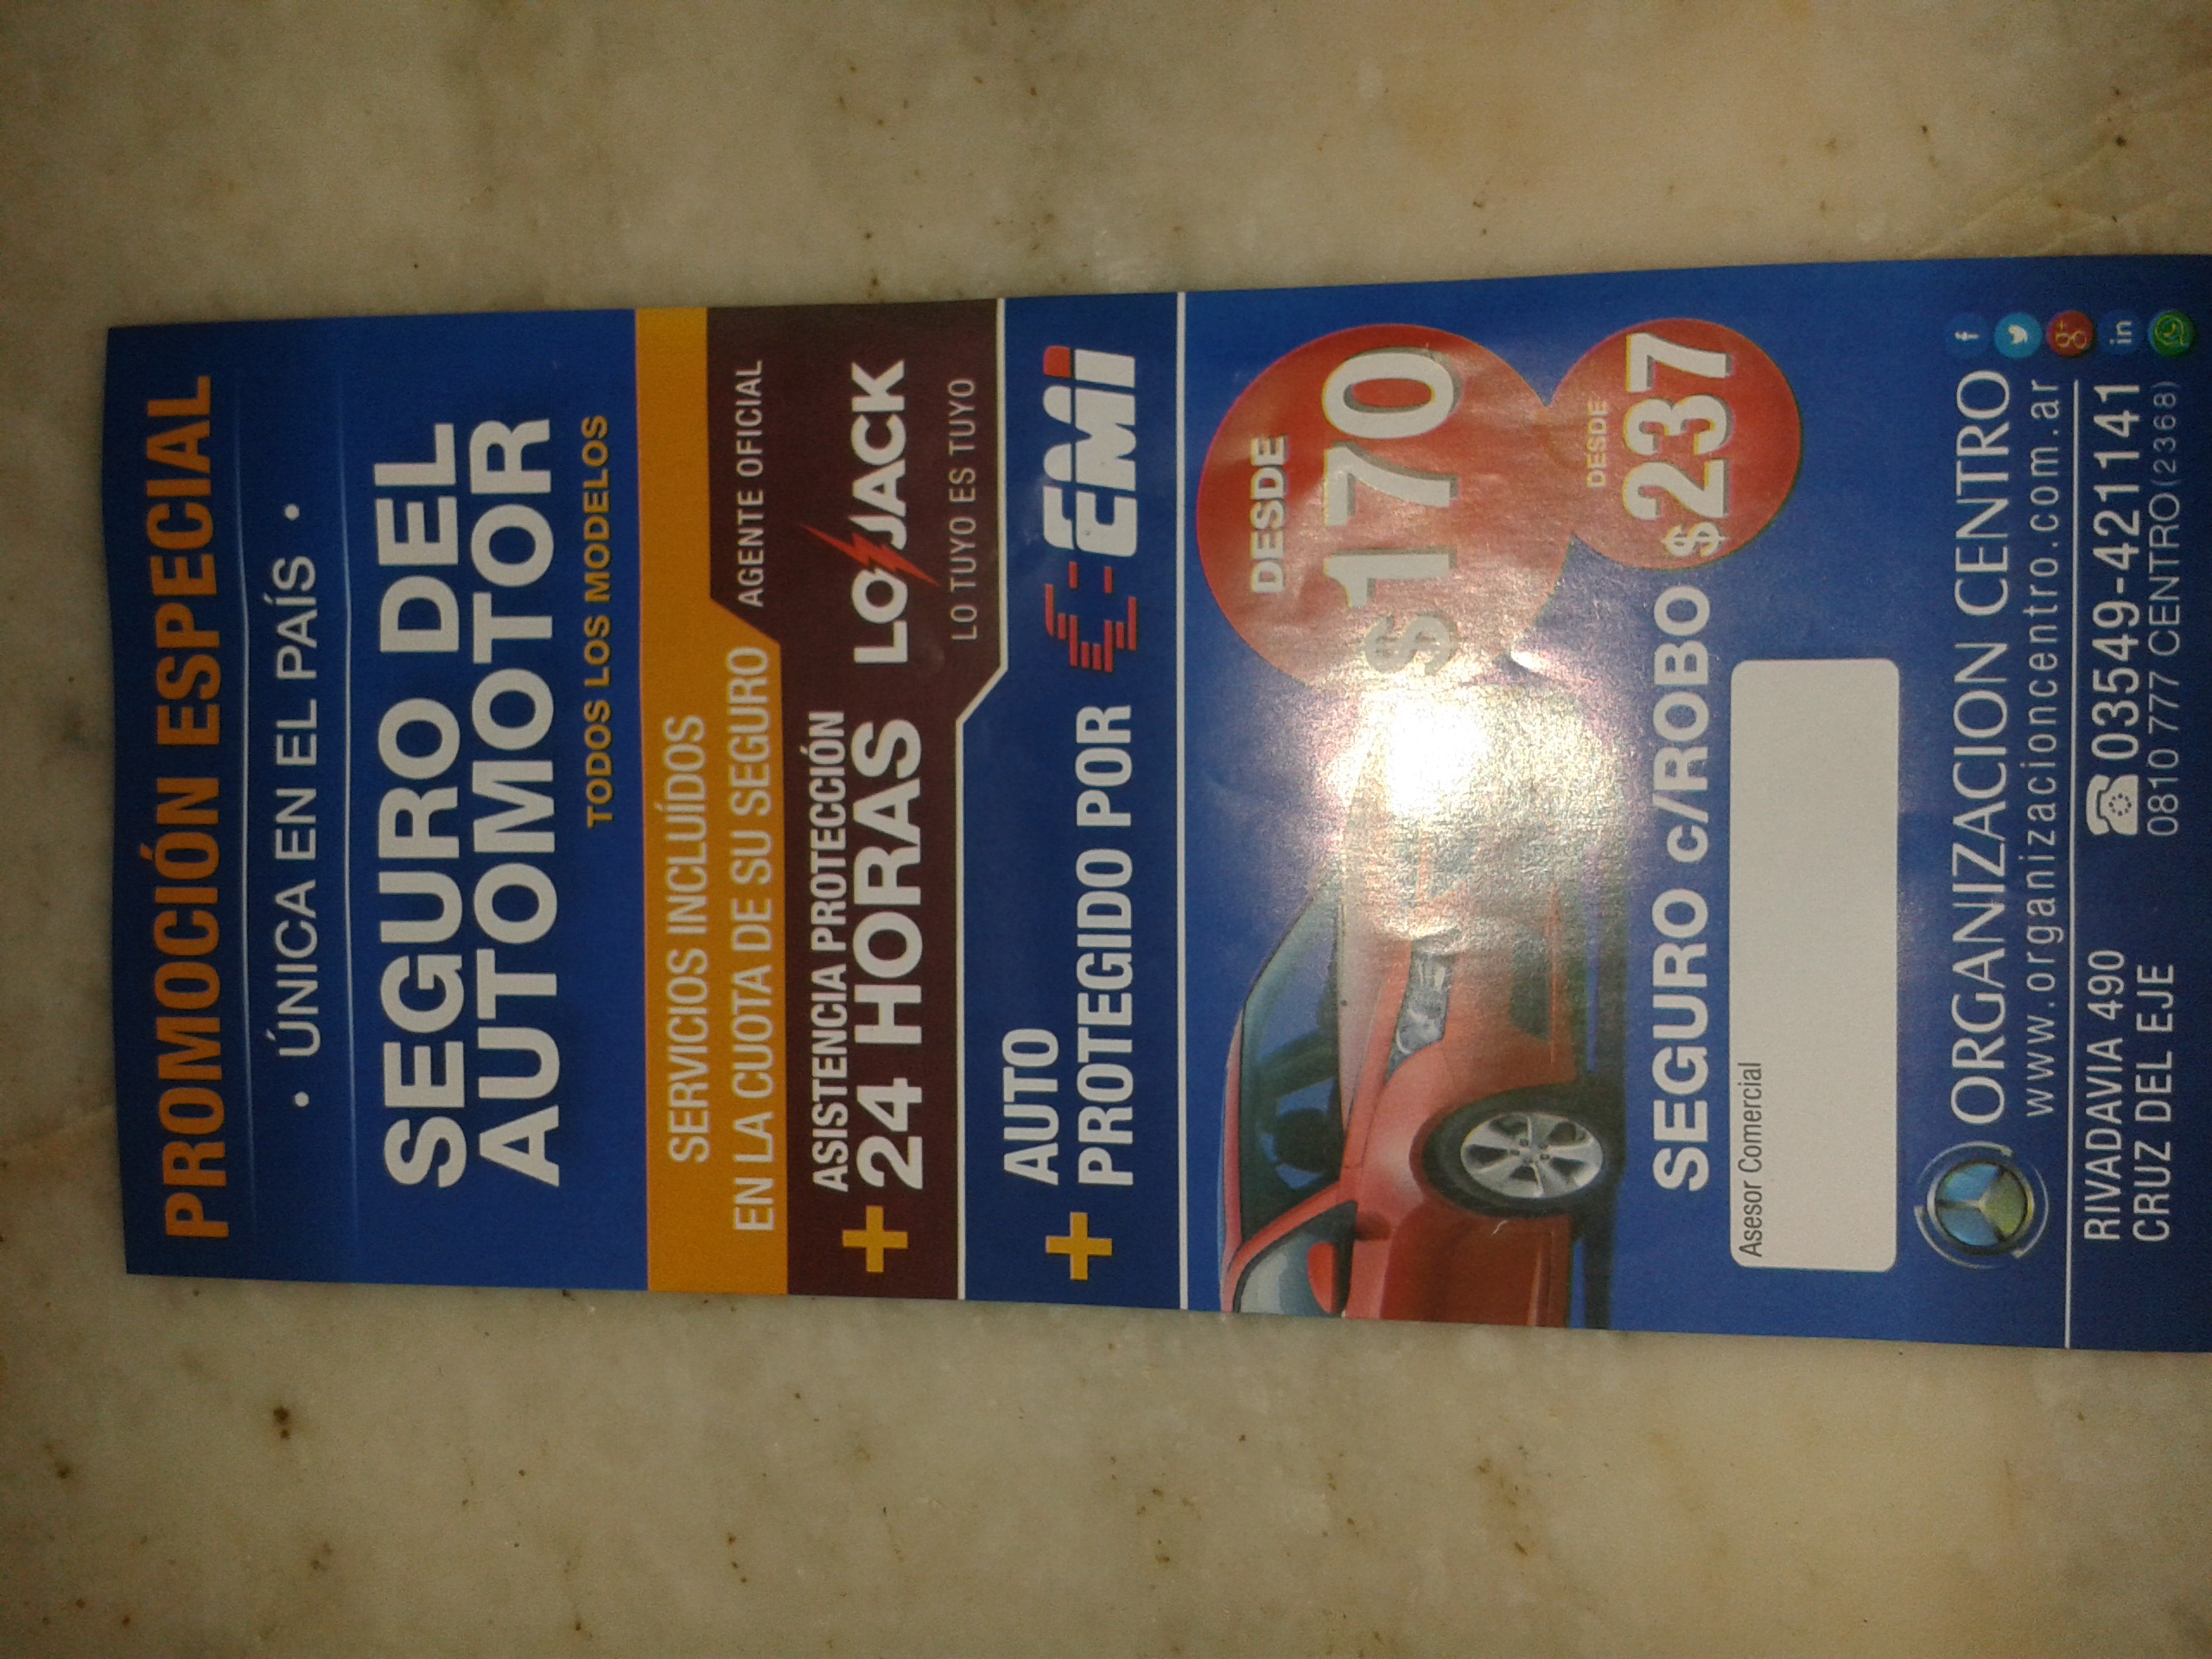 PROMOCIÓN ESPECIAL
• ÚNICA EN EL PAÍS •
SEGURO DEL
AUTOMOTOR
TODOS LOS MODELOS
SERVICIOS INCLUÍDOS
EN LA CUOTA DE SU SEGURO
AGENTE OFICIAL
+ ASISTENCIA PROTECCIÓN
24 HORAS
LOJACK
LO TUYO ES TUYO
+ AUTO
PROTEGIDO POR
EMI
DESDE
$170
DESDE
SEGURO c/ROBO $237
Asesor Comercial
ORGANIZACION CENTRO
www.organizacioncentro.com.ar
RIVADAVIA 490
CRUZ DEL EJE
03549-421141
0810 777 CENTRO (2368)
f
g+
in